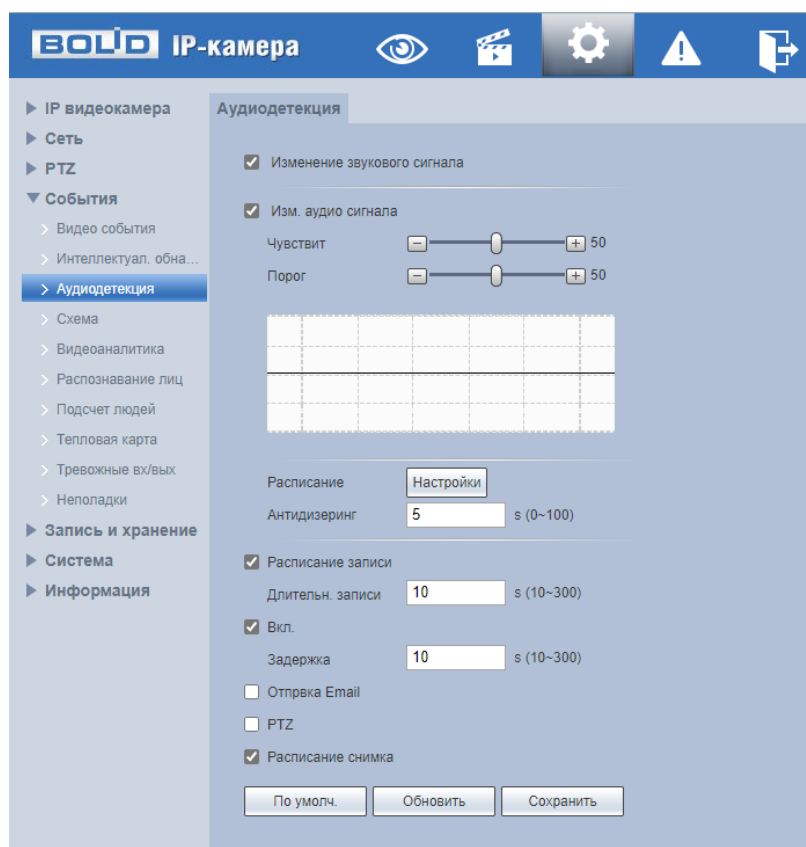 BOLID IP-камера
IP видеокамера
Сеть
PTZ
События
Видео события
Интеллектуал. обна...
Аудиодетекция
Схема
Видеоаналитика
Распознавание лиц
Подсчет людей
Тепловая карта
Тревожные вх/вых
Неполадки
Запись и хранение
Система
Информация
Аудиодетекция
Изменение звукового сигнала
Изм. аудио сигнала
Чувствит 50
Порог 50
Расписание Настройки
Антидизеринг 5 s (0~100)
Расписание записи
Длительн. записи 10 s (10~300)
Вкл.
Задержка 10 s (10~300)
Отпрвка Email
PTZ
Расписание снимка
По умолч. Обновить Сохранить